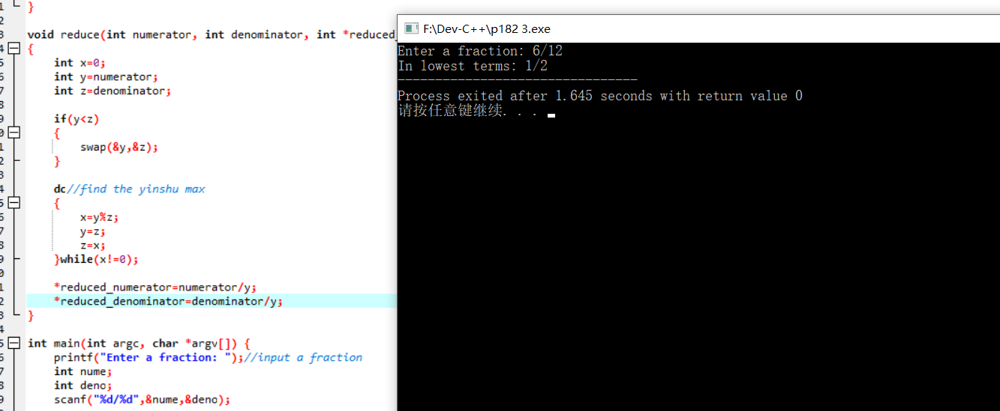 }
void reduce(int numerator, int denominator, int *reduced_
{
int x=0;
int y=numerator;
int z=denominator;
if(y<z)
{
swap(&y,&z);
}
do//find the yinshu max
{
x=y%z;
y=z;
z=x;
}while(x!=0);
*reduced_numerator=numerator/y;
*reduced_denominator=denominator/y;
}
int main(int argc, char *argv[]) {
printf("Enter a fraction: ");//input a fraction
int nume;
int deno;
scanf("%d/%d",&nume,&deno);
F:\Dev-C++\p182 3.exe
Enter a fraction: 6/12
In lowest terms: 1/2
--------------------------------
Process exited after 1.645 seconds with return value 0
请按任意键继续. . .